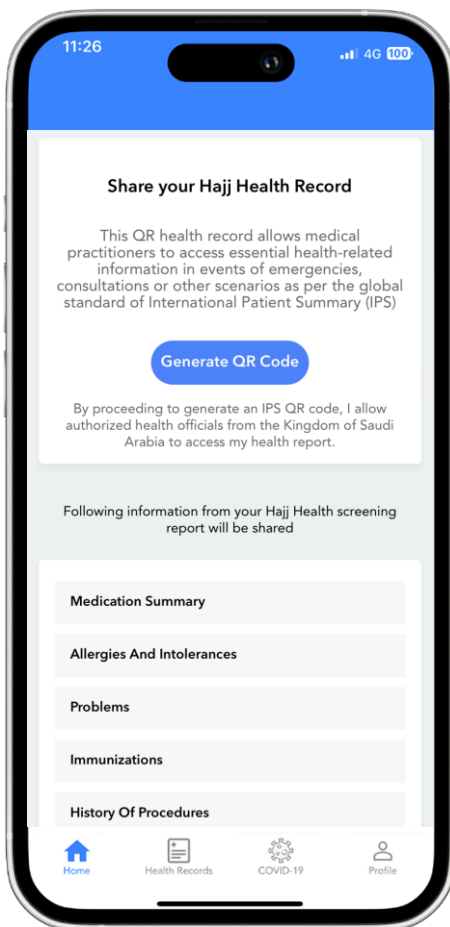 11:26
4G 100
Share your Hajj Health Record
This QR health record allows medical
practitioners to access essential health-related
information in events of emergencies,
consultations or other scenarios as per the global
standard of International Patient Summary (IPS)
Generate QR Code
By proceeding to generate an IPS QR code, I allow
authorized health officials from the Kingdom of Saudi
Arabia to access my health report.
Following information from your Hajj Health screening
report will be shared
Medication Summary
Allergies And Intolerances
Problems
Immunizations
History Of Procedures
Home Health Records COVID-19 Profile